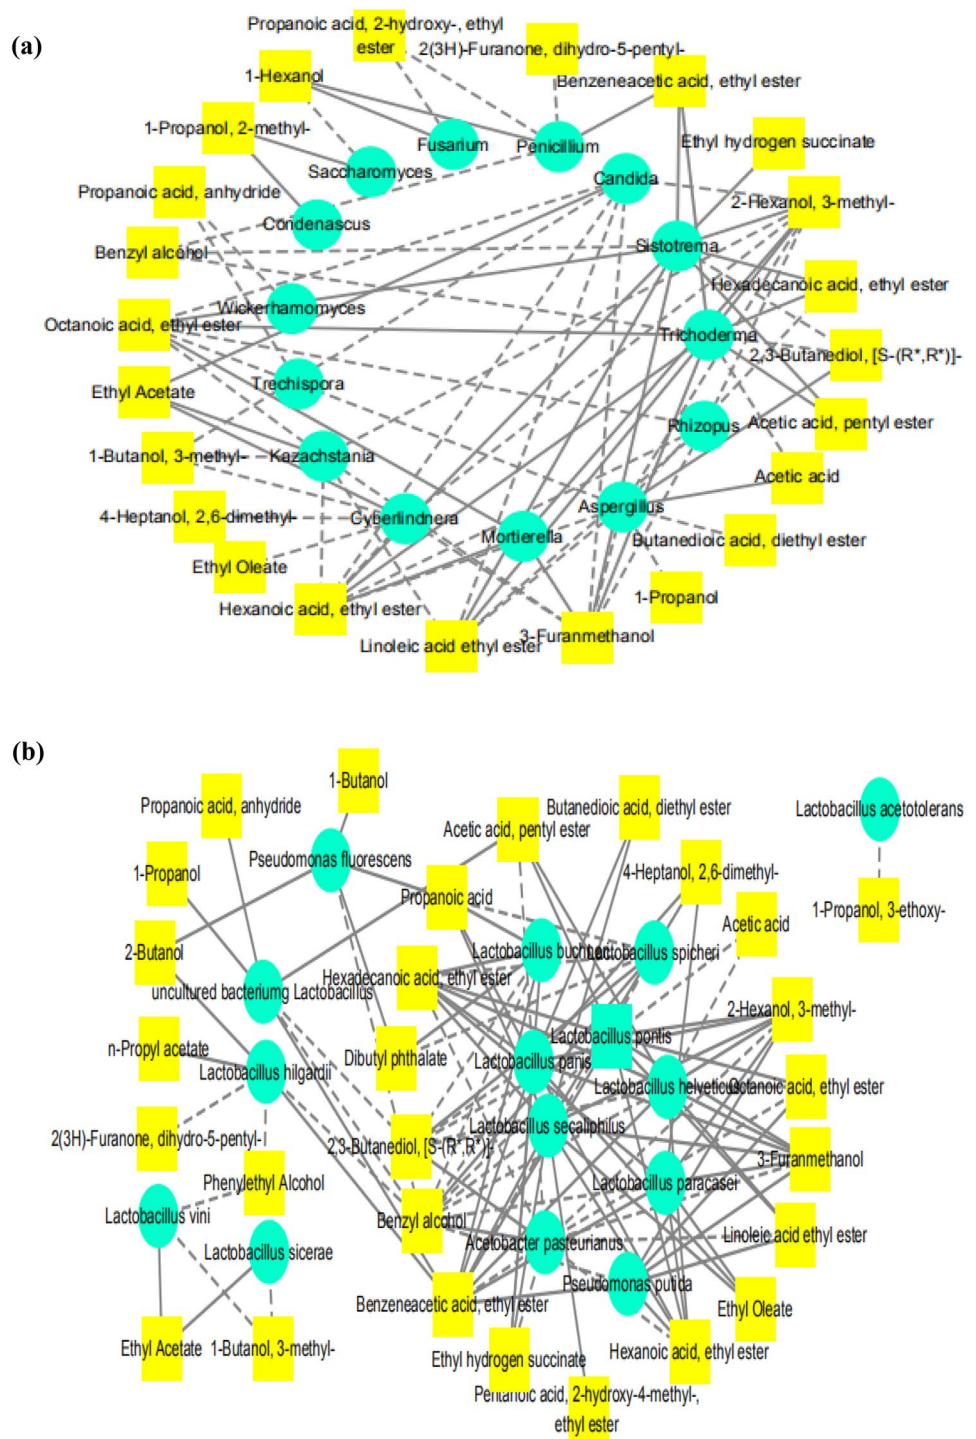 (a)
Propanoic acid, 2-hydroxy-, ethyl
ester
2(3H)-Furanone, dihydro-5-pentyl-
1-Hexanol
Benzeneacetic acid, ethyl ester
1-Propanol, 2-methyl-
Fusarium
Penicillium
Ethyl hydrogen succinate
Saccharomyces
Candida
Propanoic acid, anhydride
2-Hexanol, 3-methyl-
Condenascus
Benzyl alcohol
Sistotrema
Hexadecanoic acid, ethyl ester
Wickerhamomyces
Octanoic acid, ethyl ester
Trichoderma
2,3-Butanediol, [S-(R*,R*)]-
Trechispora
Ethyl Acetate
Rhizopus
Acetic acid, pentyl ester
1-Butanol, 3-methyl-
Kazachstania
Acetic acid
Aspergillus
4-Heptanol, 2,6-dimethyl-
Cyberlindnera
Mortierella
Butanedioic acid, diethyl ester
Ethyl Oleate
1-Propanol
Hexanoic acid, ethyl ester
3-Furanmethanol
Linoleic acid ethyl ester
(b)
1-Butanol
Propanoic acid, anhydride
Butanedioic acid, diethyl ester
Lactobacillus acetotolerans
Acetic acid, pentyl ester
Pseudomonas fluorescens
1-Propanol
4-Heptanol, 2,6-dimethyl-
Propanoic acid
1-Propanol, 3-ethoxy-
Acetic acid
2-Butanol
Lactobacillus spicheri
Hexadecanoic acid, ethyl ester
uncultured bacteriumg Lactobacillus
2-Hexanol, 3-methyl-
Lactobacillus pontis
n-Propyl acetate
Dibutyl phthalate
Lactobacillus panis
Lactobacillus hilgardii
Lactobacillus helveticus
Octanoic acid, ethyl ester
Lactobacillus secaliphilus
2(3H)-Furanone, dihydro-5-pentyl-
2,3-Butanediol, [S-(R*,R*)]-
3-Furanmethanol
Phenylethyl Alcohol
Lactobacillus paracasei
Lactobacillus vini
Benzyl alcohol
Linoleic acid ethyl ester
Acetobacter pasteurianus
Lactobacillus sicerae
Pseudomonas putida
Benzeneacetic acid, ethyl ester
Ethyl Oleate
Ethyl Acetate
1-Butanol, 3-methyl-
Hexanoic acid, ethyl ester
Ethyl hydrogen succinate
Pentanoic acid, 2-hydroxy-4-methyl-,
ethyl ester